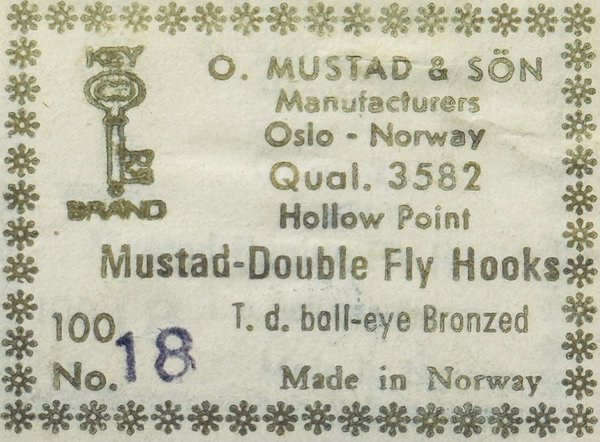 KEY
BRAND
O. MUSTAD & SÖN
Manufacturers
Oslo - Norway
Qual. 3582
Hollow Point
Mustad-Double Fly Hooks
T. d. ball-eye Bronzed
100
No. 18
Made in Norway